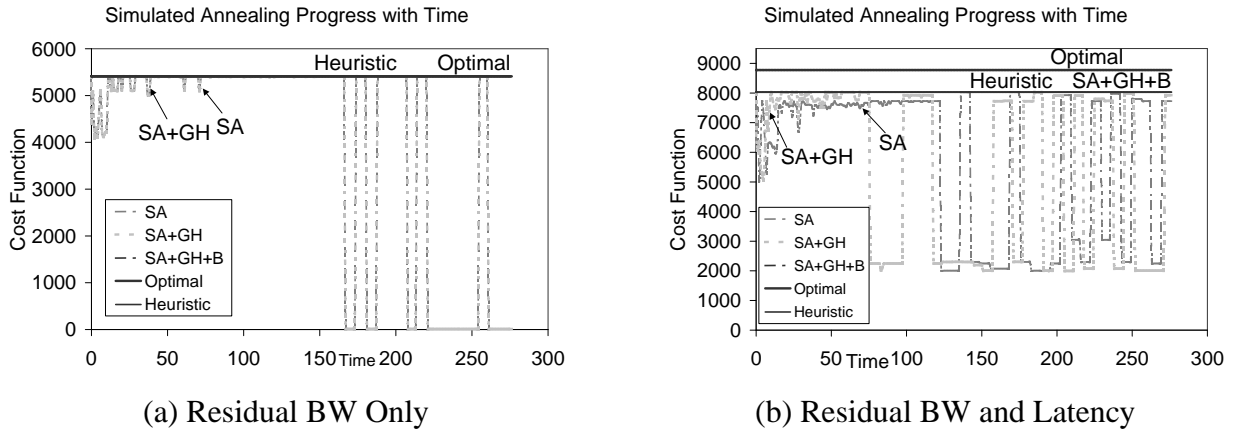 Simulated Annealing Progress with Time
6000
5000
4000
3000
2000
1000
0
Cost Function
Heuristic
Optimal
SA+GH
SA
SA
SA+GH
SA+GH+B
Optimal
Heuristic
0 50 100 150 200 250 300
Time
(a) Residual BW Only
Simulated Annealing Progress with Time
9000
8000
7000
6000
5000
4000
3000
2000
1000
0
Cost Function
Optimal
Heuristic
SA+GH+B
SA+GH
SA
SA
SA+GH
SA+GH+B
Optimal
Heuristic
0 50 100 150 200 250 300
Time
(b) Residual BW and Latency